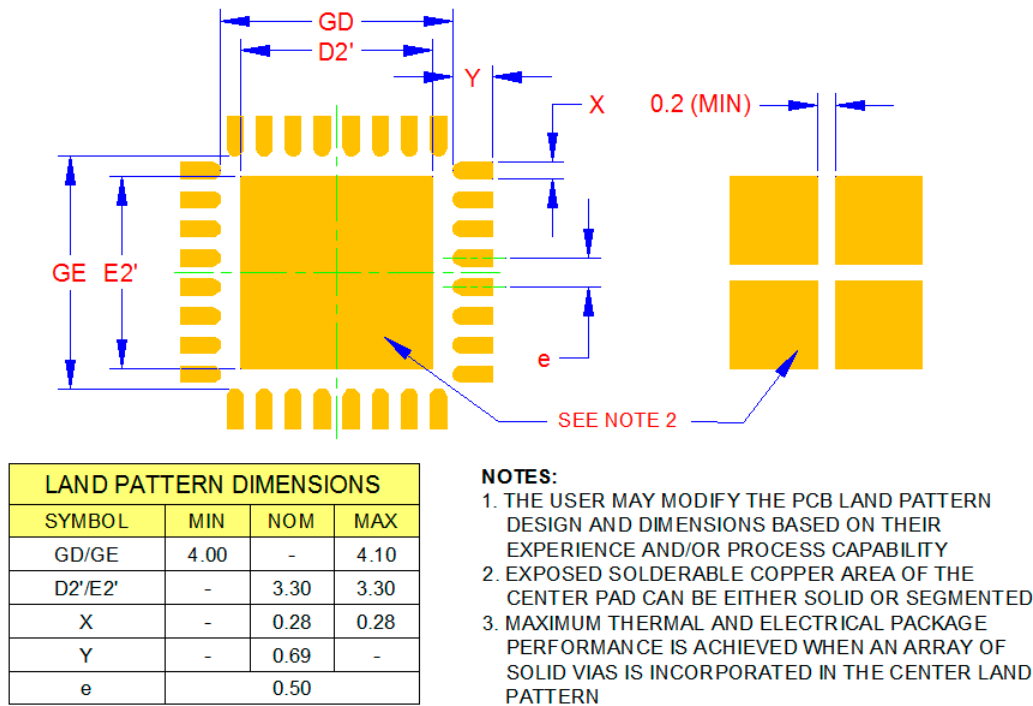 GD
D2'
Y
X
0.2 (MIN)
GE
E2'
e
SEE NOTE 2
LAND PATTERN DIMENSIONS
SYMBOL MIN NOM MAX
GD/GE 4.00 - 4.10
D2'/E2' - 3.30 3.30
X - 0.28 0.28
Y - 0.69 -
e 0.50
NOTES:
1. THE USER MAY MODIFY THE PCB LAND PATTERN
DESIGN AND DIMENSIONS BASED ON THEIR
EXPERIENCE AND/OR PROCESS CAPABILITY
2. EXPOSED SOLDERABLE COPPER AREA OF THE
CENTER PAD CAN BE EITHER SOLID OR SEGMENTED
3. MAXIMUM THERMAL AND ELECTRICAL PACKAGE
PERFORMANCE IS ACHIEVED WHEN AN ARRAY OF
SOLID VIAS IS INCORPORATED IN THE CENTER LAND
PATTERN